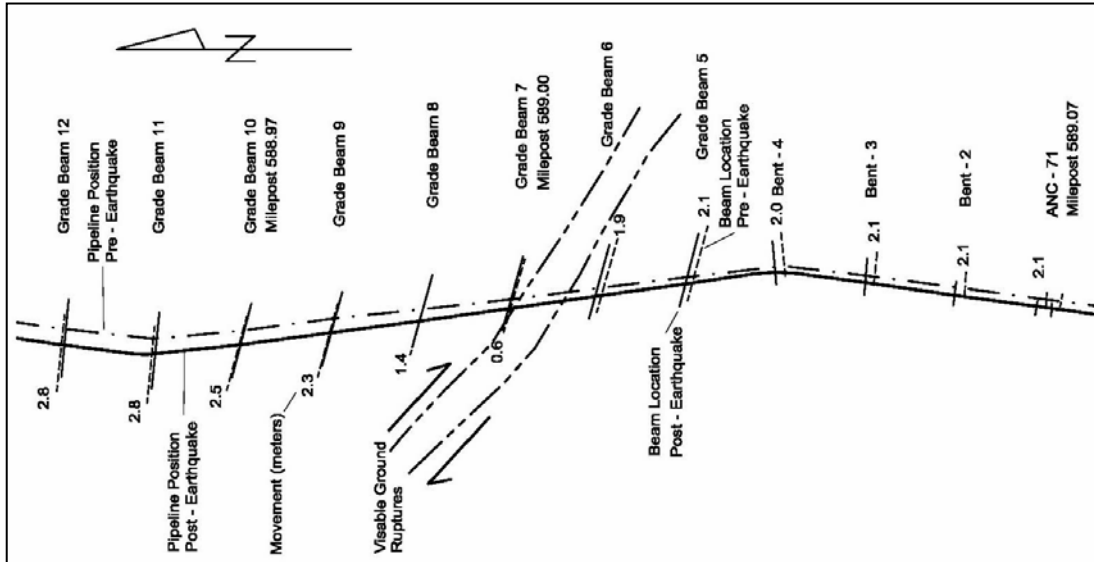 N
Grade Beam 12
Pipeline Position
Pre - Earthquake
Grade Beam 11
Grade Beam 10
Milepost 588.97
Grade Beam 9
Grade Beam 8
Grade Beam 7
Milepost 589.00
Grade Beam 6
Grade Beam 5
Beam Location
Pre - Earthquake
Bent - 4
Bent - 3
Bent - 2
ANC - 71
Milepost 589.07
2.8
2.8
2.5
2.3
1.4
0.6
1.9
2.1
2.0
2.1
2.1
2.1
Pipeline Position
Post - Earthquake
Movement (meters)
Visable Ground
Ruptures
Beam Location
Post - Earthquake